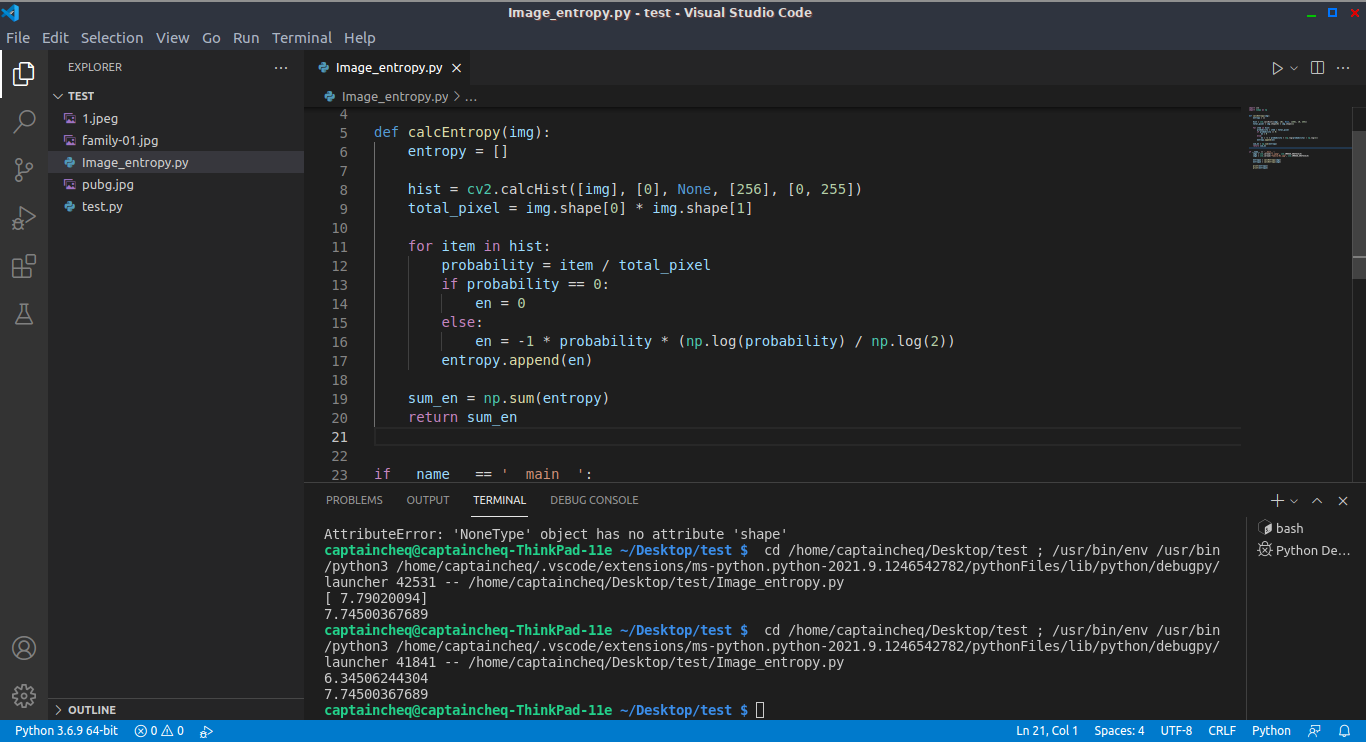 Image_entropy.py - test - Visual Studio Code
File Edit Selection View Go Run Terminal Help
EXPLORER
TEST
1.jpeg
family-01.jpg
Image_entropy.py
pubg.jpg
test.py
OUTLINE
Image_entropy.py
Image_entropy.py > ...
4
5 def calcEntropy(img):
6 entropy = []
7
8 hist = cv2.calcHist([img], [0], None, [256], [0, 255])
9 total_pixel = img.shape[0] * img.shape[1]
10
11 for item in hist:
12 probability = item / total_pixel
13 if probability == 0:
14 en = 0
15 else:
16 en = -1 * probability * (np.log(probability) / np.log(2))
17 entropy.append(en)
18
19 sum_en = np.sum(entropy)
20 return sum_en
21
22
23 if __name__ == '__main__':
PROBLEMS OUTPUT TERMINAL DEBUG CONSOLE
AttributeError: 'NoneType' object has no attribute 'shape'
captaincheq@captaincheq-ThinkPad-11e ~/Desktop/test $ cd /home/captaincheq/Desktop/test ; /usr/bin/env /usr/bin
/python3 /home/captaincheq/.vscode/extensions/ms-python.python-2021.9.1246542782/pythonFiles/lib/python/debugpy/
launcher 42531 -- /home/captaincheq/Desktop/test/Image_entropy.py
[ 7.79020094]
7.74500367689
captaincheq@captaincheq-ThinkPad-11e ~/Desktop/test $ cd /home/captaincheq/Desktop/test ; /usr/bin/env /usr/bin
/python3 /home/captaincheq/.vscode/extensions/ms-python.python-2021.9.1246542782/pythonFiles/lib/python/debugpy/
launcher 41841 -- /home/captaincheq/Desktop/test/Image_entropy.py
6.34506244304
7.74500367689
captaincheq@captaincheq-ThinkPad-11e ~/Desktop/test $
bash
Python De...
Python 3.6.9 64-bit 0 0 Ln 21, Col 1 Spaces: 4 UTF-8 CRLF Python